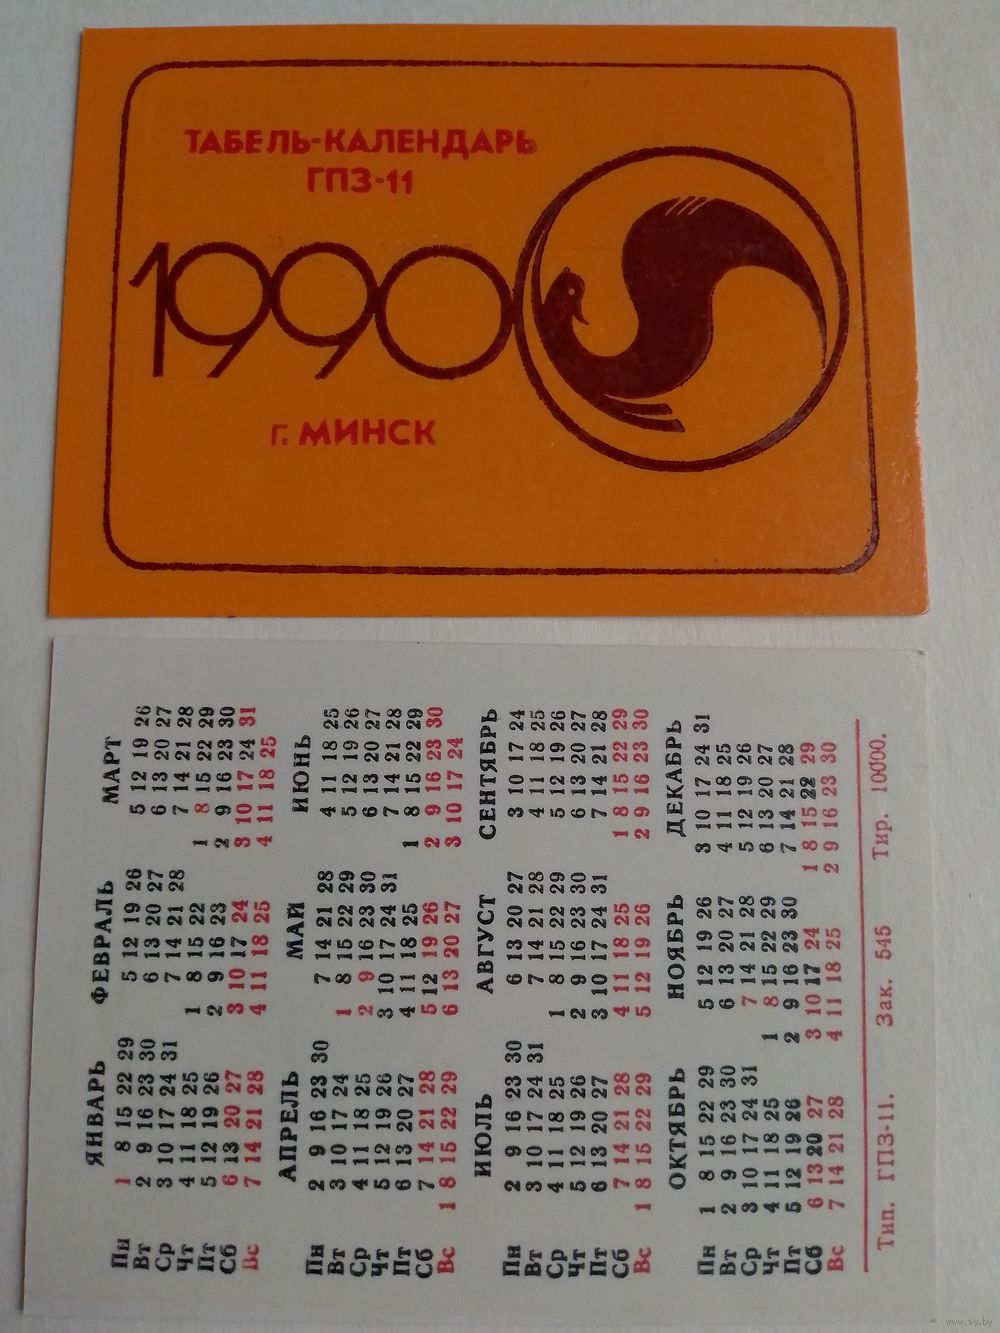 ТАБЕЛЬ-КАЛЕНДАРЬ
ГПЗ-11
1990
Г. МИНСК
ЯНВАРЬ ФЕВРАЛЬ МАРТ
Пн 1 8 15 22 29 5 12 19 26 5 12 19 26
Вт 2 9 16 23 30 6 13 20 27 6 13 20 27
Ср 3 10 17 24 31 7 14 21 28 7 14 21 28
Чт 4 11 18 25 1 8 15 22 1 8 15 22 29
Пт 5 12 19 26 2 9 16 23 2 9 16 23 30
Сб 6 13 20 27 3 10 17 24 3 10 17 24 31
Вс 7 14 21 28 4 11 18 25 4 11 18 25
АПРЕЛЬ МАЙ ИЮНЬ
Пн 2 9 16 23 30 7 14 21 28 4 11 18 25
Вт 3 10 17 24 1 8 15 22 29 5 12 19 26
Ср 4 11 18 25 2 9 16 23 30 6 13 20 27
Чт 5 12 19 26 3 10 17 24 31 7 14 21 28
Пт 6 13 20 27 4 11 18 25 1 8 15 22 29
Сб 7 14 21 28 5 12 19 26 2 9 16 23 30
Вс 1 8 15 22 29 6 13 20 27 3 10 17 24
ИЮЛЬ АВГУСТ СЕНТЯБРЬ
Пн 2 9 16 23 30 6 13 20 27 3 10 17 24
Вт 3 10 17 24 31 7 14 21 28 4 11 18 25
Ср 4 11 18 25 1 8 15 22 29 5 12 19 26
Чт 5 12 19 26 2 9 16 23 30 6 13 20 27
Пт 6 13 20 27 3 10 17 24 31 7 14 21 28
Сб 7 14 21 28 4 11 18 25 1 8 15 22 29
Вс 1 8 15 22 29 5 12 19 26 2 9 16 23 30
ОКТЯБРЬ НОЯБРЬ ДЕКАБРЬ
Пн 1 8 15 22 29 5 12 19 26 3 10 17 24 31
Вт 2 9 16 23 30 6 13 20 27 4 11 18 25
Ср 3 10 17 24 31 7 14 21 28 5 12 19 26
Чт 4 11 18 25 1 8 15 22 29 6 13 20 27
Пт 5 12 19 26 2 9 16 23 30 7 14 21 28
Сб 6 13 20 27 3 10 17 24 1 8 15 22 29
Вс 7 14 21 28 4 11 18 25 2 9 16 23 30
Тип. ГПЗ-11. Зак. 545 Тир. 10000.
www.ay.by